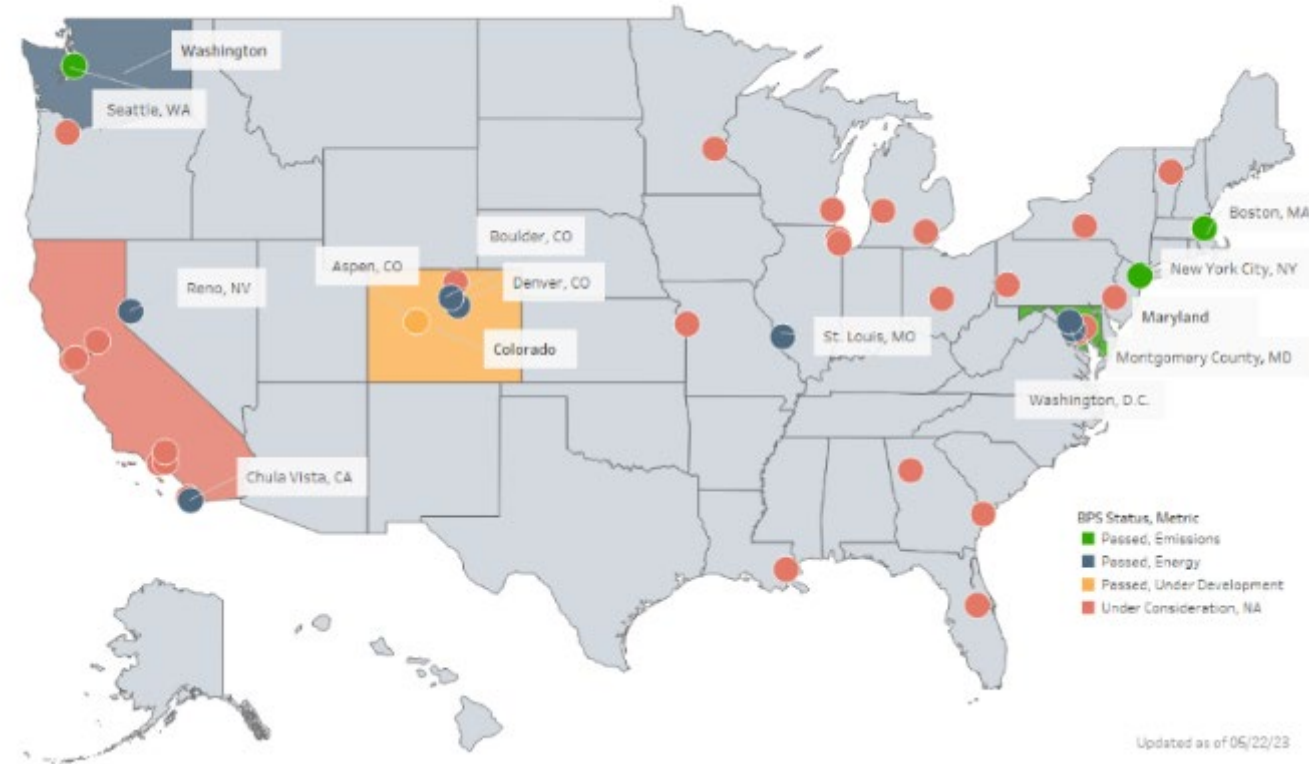 Washington
Seattle, WA
Boulder, CO
Aspen, CO
Denver, CO
Reno, NV
Colorado
Chula Vista, CA
St. Louis, MO
Boston, MA
New York City, NY
Maryland
Montgomery County, MD
Washington, D.C.
BPS Status, Metric
Passed, Emissions
Passed, Energy
Passed, Under Development
Under Consideration, NA
Updated as of 05/22/23